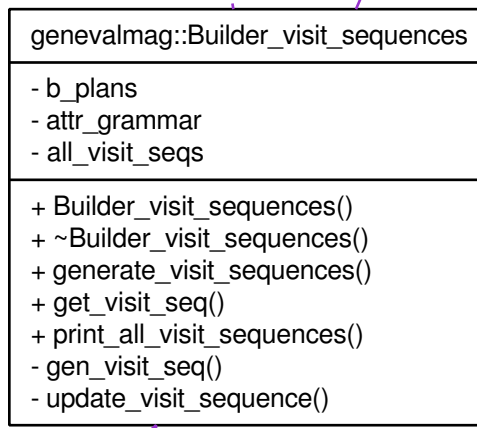 genevalmag::Builder_visit_sequences
- b_plans
- attr_grammar
- all_visit_seqs
+ Builder_visit_sequences()
+ ~Builder_visit_sequences()
+ generate_visit_sequences()
+ get_visit_seq()
+ print_all_visit_sequences()
- gen_visit_seq()
- update_visit_sequence()